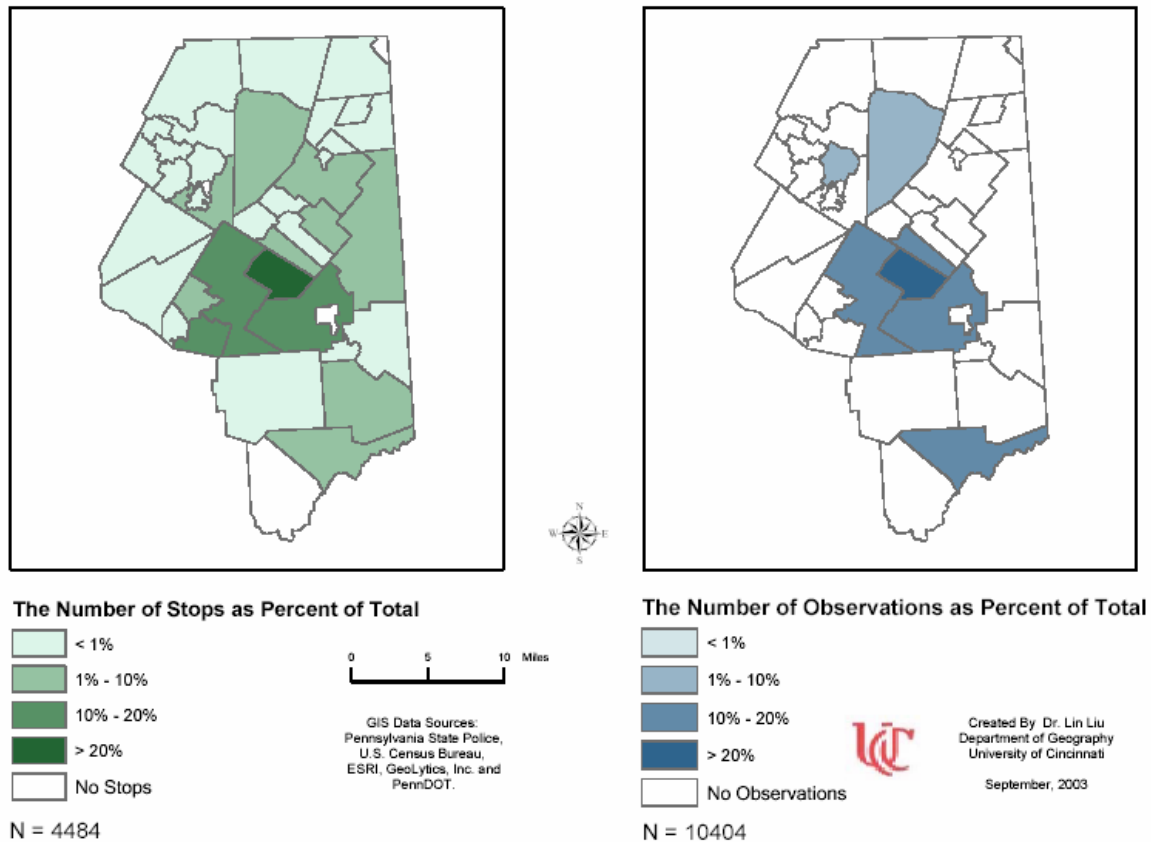 N
W
E
S
The Number of Stops as Percent of Total
< 1%
1% - 10%
10% - 20%
> 20%
No Stops
N = 4484
0 5 10 Miles
GIS Data Sources:
Pennsylvania State Police,
U.S. Census Bureau,
ESRI, GeoLytics, Inc. and
PennDOT.
The Number of Observations as Percent of Total
< 1%
1% - 10%
10% - 20%
> 20%
No Observations
N = 10404
UC
Created By Dr. Lin Liu
Department of Geography
University of Cincinnati
September, 2003